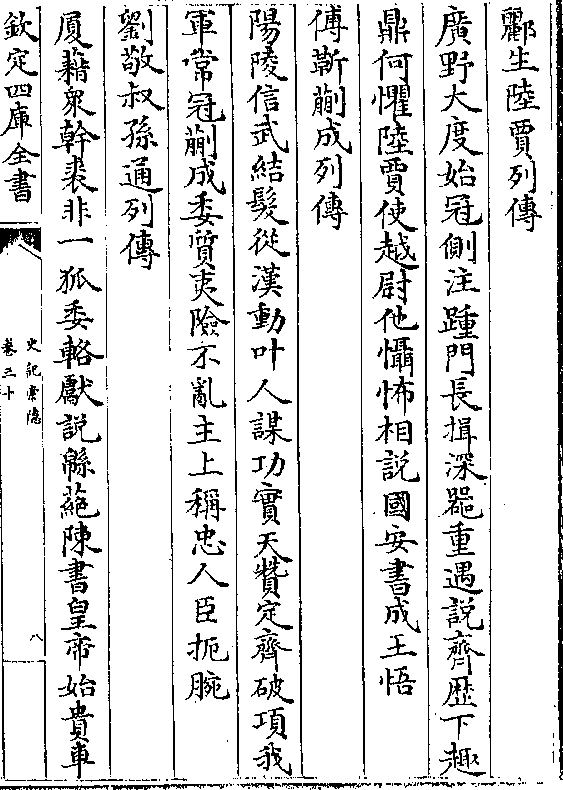 酈生陸賈列傳
廣野大度始冠側注踵門長揖深器重遇說齊歷下趣
鼎何懼陸賈使越尉他懾怖相說國安書成王悟
傅靳蒯成列傳
陽陵信武結髮從漢動叶人謀功實天贊定齊破項我
軍常冠蒯成委質夷險不亂主上稱忠人臣扼腕
劉敬叔孫通列傳
厦藉衆幹裘非一狐委輅獻說緜蕝陳書皇帝始貴車
欽定四庫全書
史記索隱
卷三十
八